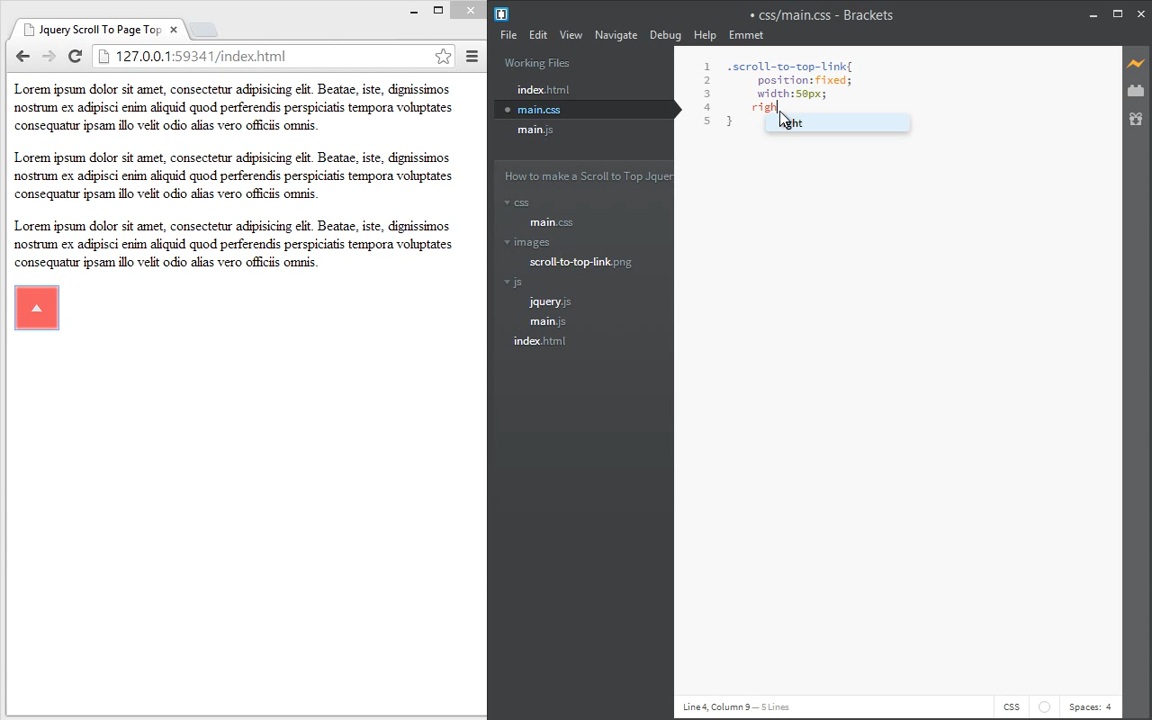 Jquery Scroll To Page Top
127.0.0.1:59341/index.html
Lorem ipsum dolor sit amet, consectetur adipisicing elit. Beatae, iste, dignissimos
nostrum ex adipisci enim aliquid quod perferendis perspiciatis tempora voluptates
consequatur ipsam illo velit odio alias vero officiis omnis.
Lorem ipsum dolor sit amet, consectetur adipisicing elit. Beatae, iste, dignissimos
nostrum ex adipisci enim aliquid quod perferendis perspiciatis tempora voluptates
consequatur ipsam illo velit odio alias vero officiis omnis.
Lorem ipsum dolor sit amet, consectetur adipisicing elit. Beatae, iste, dignissimos
nostrum ex adipisci enim aliquid quod perferendis perspiciatis tempora voluptates
consequatur ipsam illo velit odio alias vero officiis omnis.
• css/main.css - Brackets
File Edit View Navigate Debug Help Emmet
Working Files
index.html
main.css
main.js
How to make a Scroll to Top Jquer
css
main.css
images
scroll-to-top-link.png
js
jquery.js
main.js
index.html
1 .scroll-to-top-link{
2 position:fixed;
3 width:50px;
4 righ
right
5 }
Line 4, Column 9 — 5 Lines
CSS
Spaces: 4